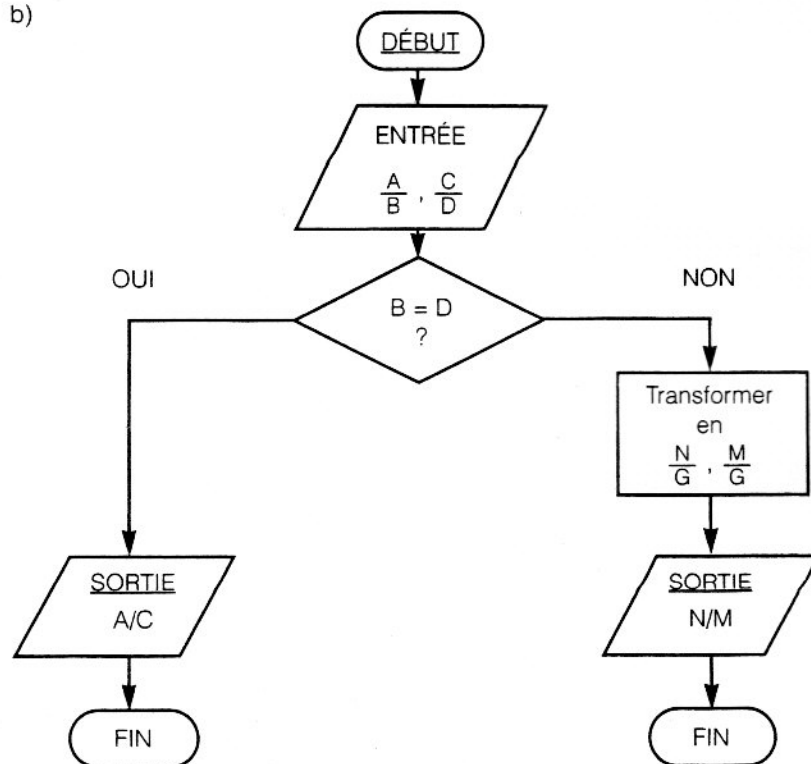 b)
DÉBUT
ENTRÉE
A/B , C/D
OUI
NON
B = D
?
Transformer
en
N/G , M/G
SORTIE
A/C
SORTIE
N/M
FIN
FIN